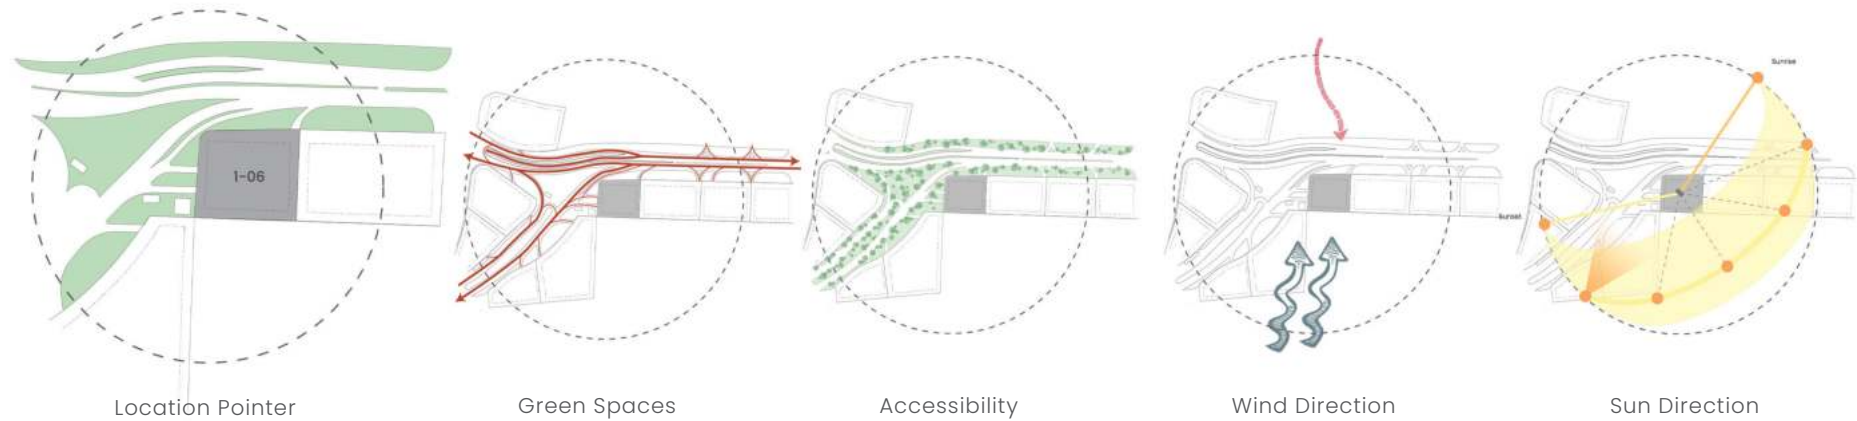 Sunrise
1-06
Sunset
Location Pointer
Green Spaces
Accessibility
Wind Direction
Sun Direction